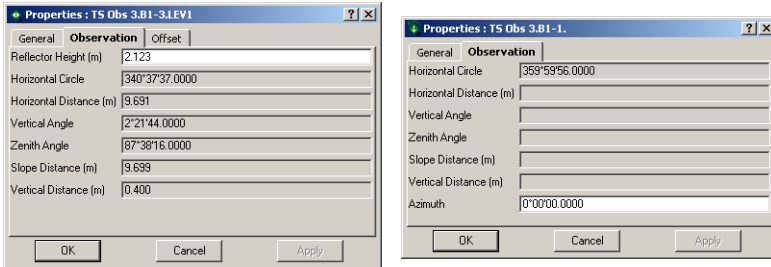 Properties : TS Obs 3.B1-3.LEV1
General Observation Offset
Reflector Height (m) 2.123
Horizontal Circle 340°37'37.0000
Horizontal Distance (m) 9.691
Vertical Angle 2°21'44.0000
Zenith Angle 87°38'16.0000
Slope Distance (m) 9.699
Vertical Distance (m) 0.400
OK Cancel Apply
Properties : TS Obs 3.B1-1.
General Observation
Horizontal Circle 359°59'56.0000
Horizontal Distance (m)
Vertical Angle
Zenith Angle
Slope Distance (m)
Vertical Distance (m)
Azimuth 0°00'00.0000
OK Cancel Apply